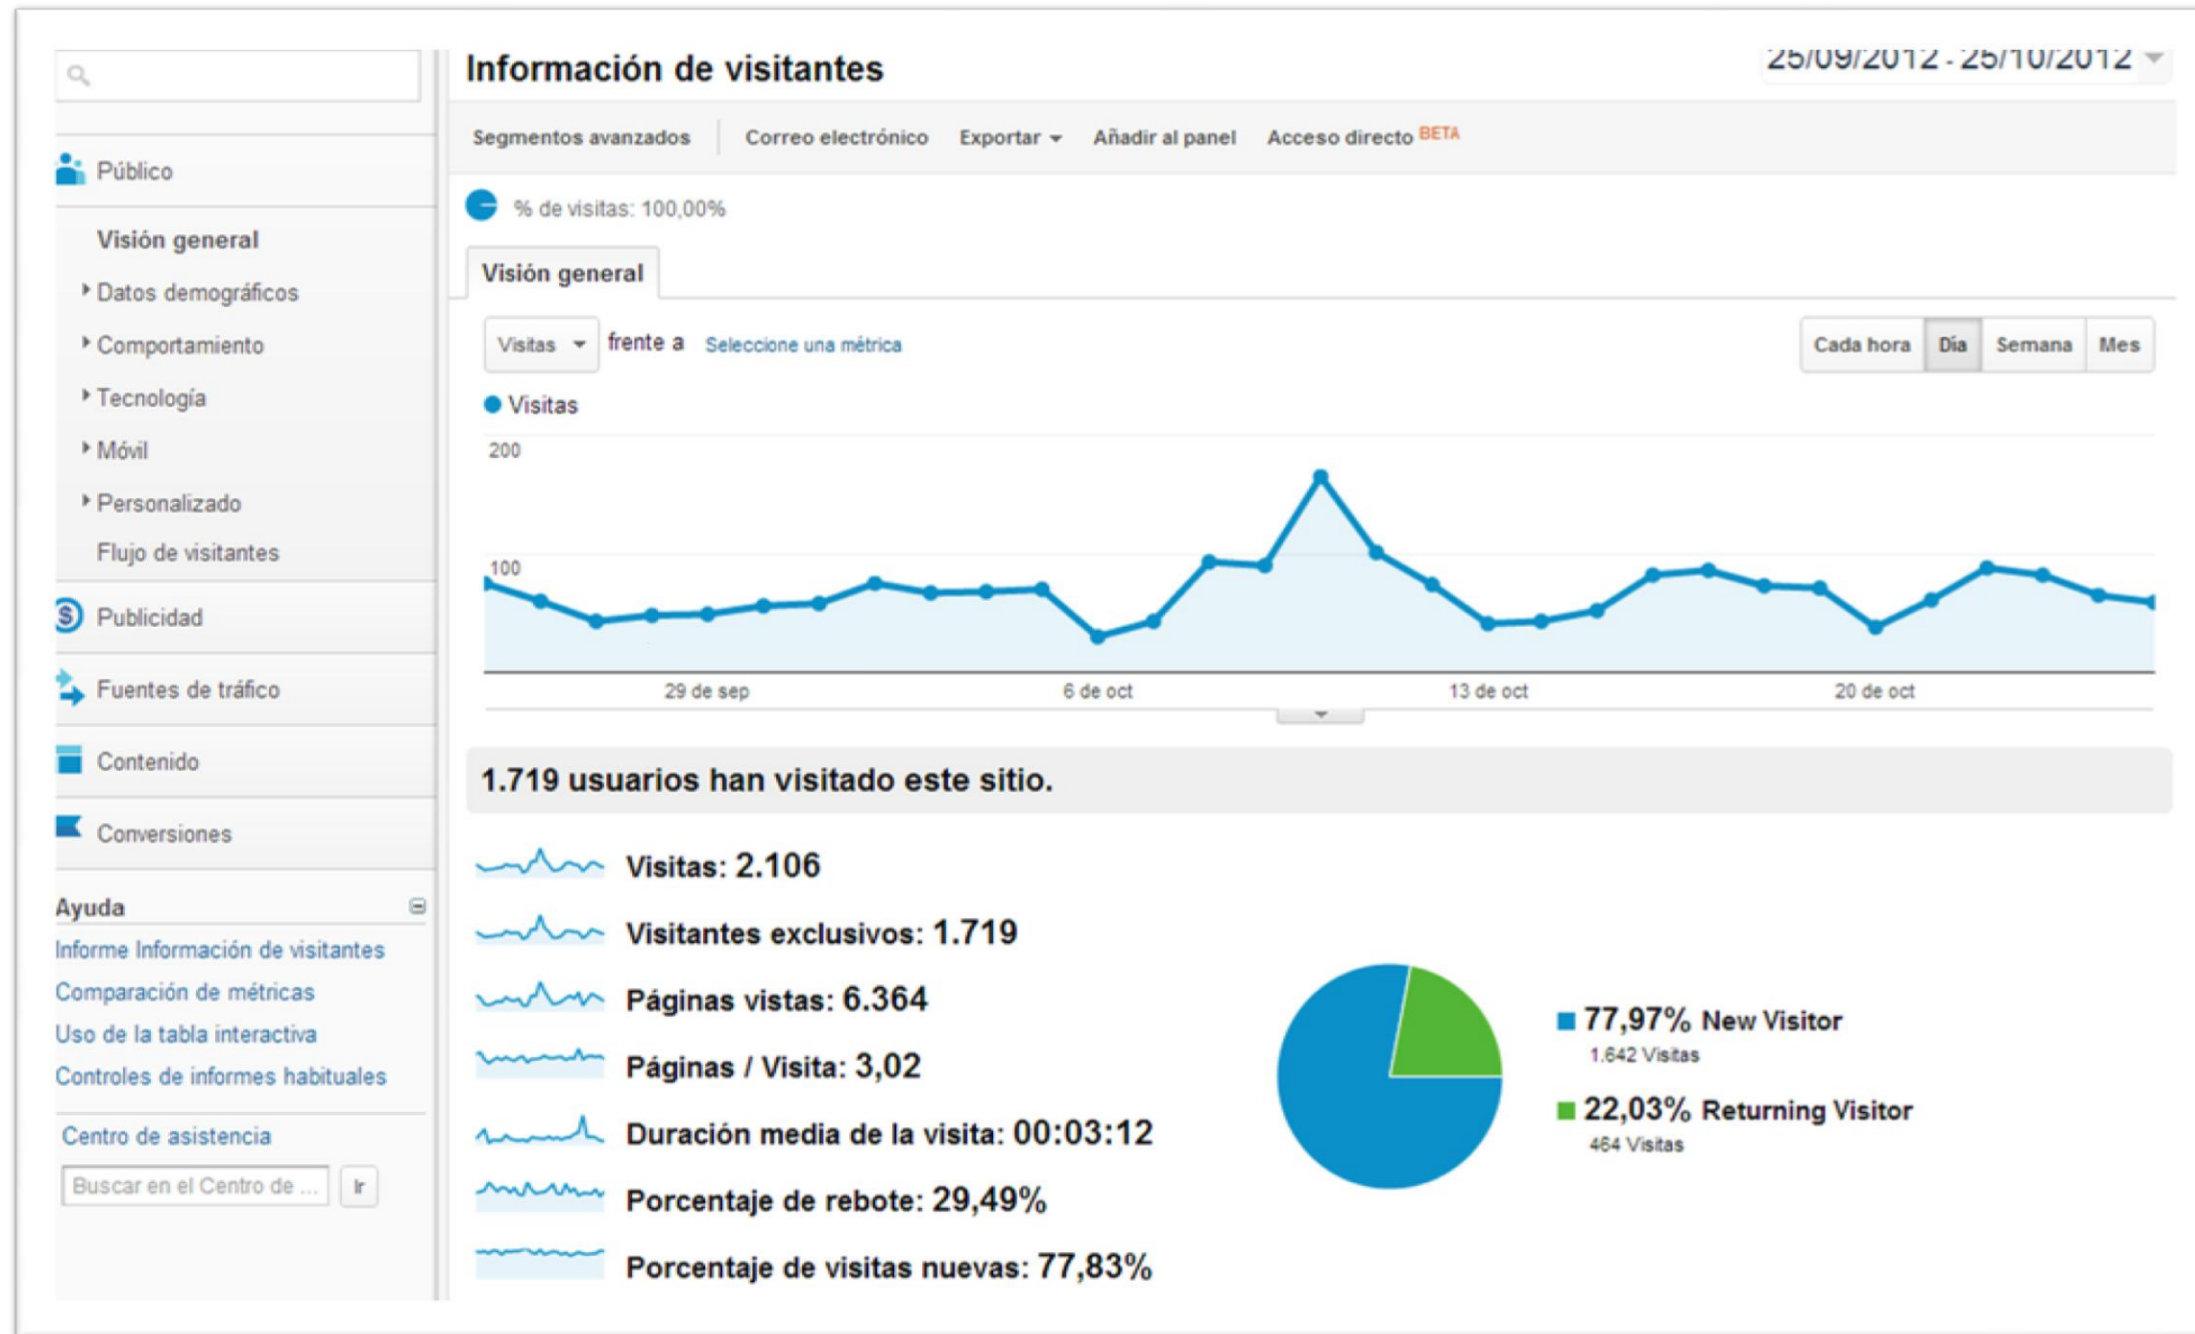 Información de visitantes
25/09/2012 - 25/10/2012
Segmentos avanzados Correo electrónico Exportar Añadir al panel Acceso directo BETA
% de visitas: 100,00%
Visión general
Visitas frente a Seleccione una métrica
Cada hora Día Semana Mes
Visitas
200
100
29 de sep 6 de oct 13 de oct 20 de oct
1.719 usuarios han visitado este sitio.
Visitas: 2.106
Visitantes exclusivos: 1.719
Páginas vistas: 6.364
Páginas / Visita: 3,02
Duración media de la visita: 00:03:12
Porcentaje de rebote: 29,49%
Porcentaje de visitas nuevas: 77,83%
77,97% New Visitor
1.642 Visitas
22,03% Returning Visitor
464 Visitas
Público
Visión general
Datos demográficos
Comportamiento
Tecnología
Móvil
Personalizado
Flujo de visitantes
Publicidad
Fuentes de tráfico
Contenido
Conversiones
Ayuda
Informe Información de visitantes
Comparación de métricas
Uso de la tabla interactiva
Controles de informes habituales
Centro de asistencia
Buscar en el Centro de ... Ir